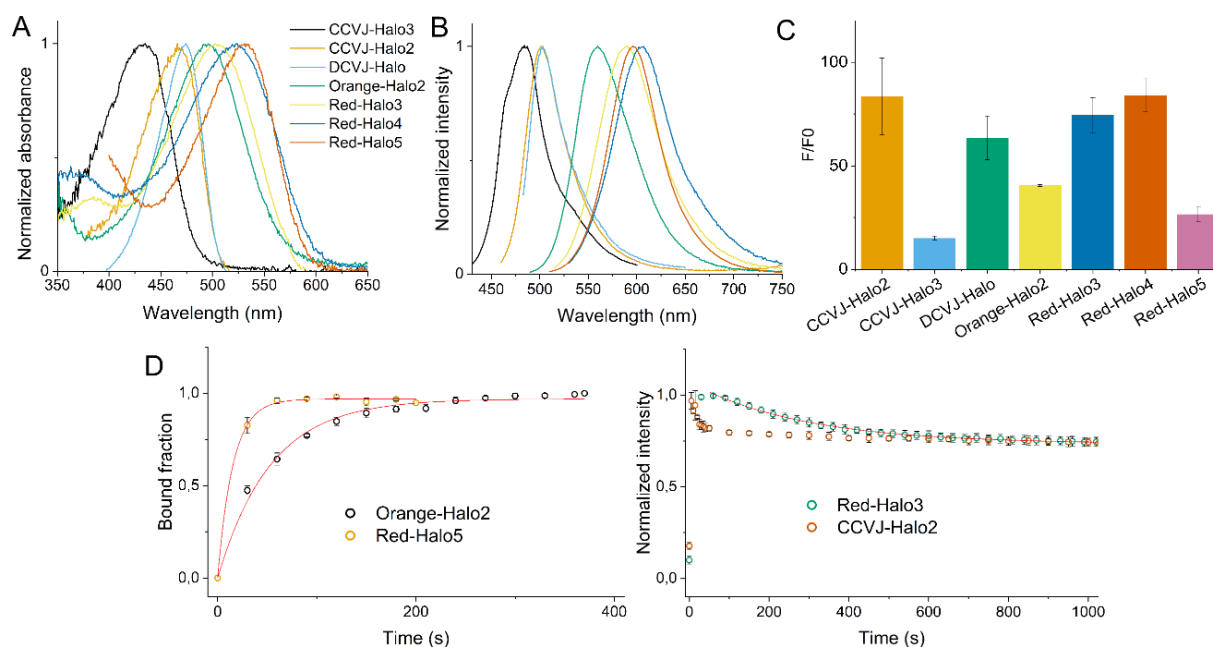 A
CCVJ-Halo3
CCVJ-Halo2
DCVJ-Halo
Orange-Halo2
Red-Halo3
Red-Halo4
Red-Halo5
Normalized absorbance
1
0
350 400 450 500 550 600 650
Wavelength (nm)
B
Normalized intensity
1
0
450 500 550 600 650 700 750
Wavelength (nm)
C
F/F0
100
50
0
CCVJ-Halo2
CCVJ-Halo3
DCVJ-Halo
Orange-Halo2
Red-Halo3
Red-Halo4
Red-Halo5
D
Bound fraction
1,0
0,5
0,0
Orange-Halo2
Red-Halo5
0 200 400
Time (s)
Normalized intensity
1,0
0,5
0,0
Red-Halo3
CCVJ-Halo2
0 200 400 600 800 1000
Time (s)